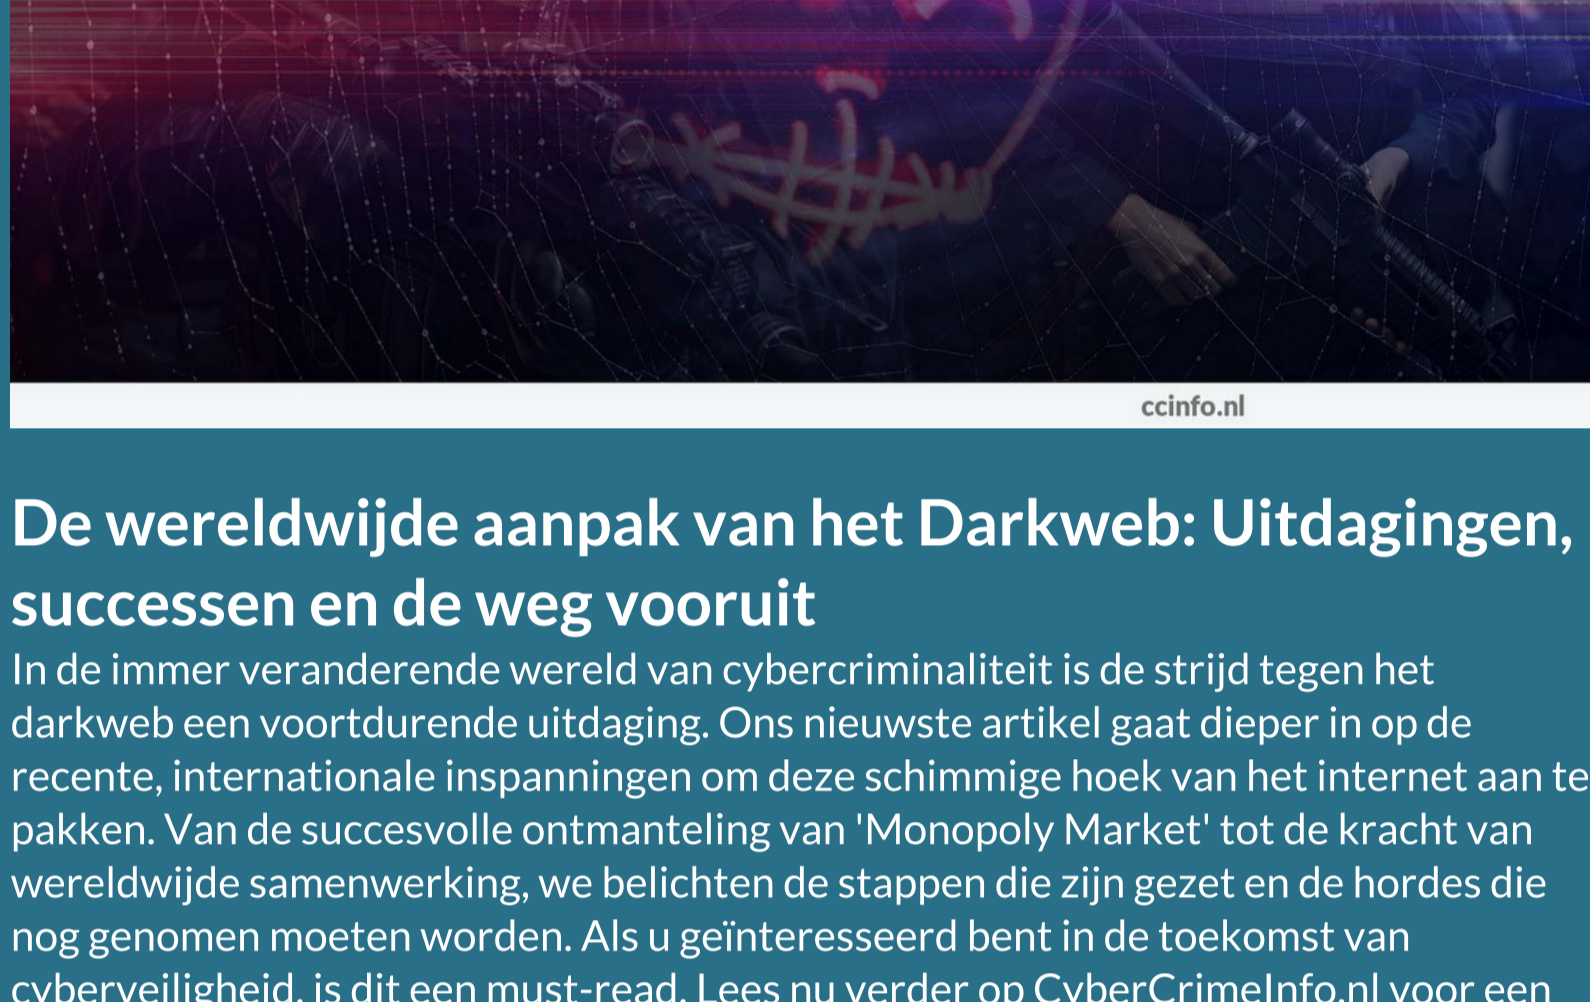 ccinfo.nl
De wereldwijde aanpak van het Darkweb: Uitdagingen,
successen en de weg vooruit
In de immer veranderende wereld van cybercriminaliteit is de strijd tegen het
darkweb een voortdurende uitdaging. Ons nieuwste artikel gaat dieper in op de
recente, internationale inspanningen om deze schimmige hoek van het internet aan te
pakken. Van de succesvolle ontmanteling van 'Monopoly Market' tot de kracht van
wereldwijde samenwerking, we belichten de stappen die zijn gezet en de hordes die
nog genomen moeten worden. Als u geïnteresseerd bent in de toekomst van
cyberveiligheid, is dit een must-read. Lees nu verder op CyberCrimeInfo.nl voor een